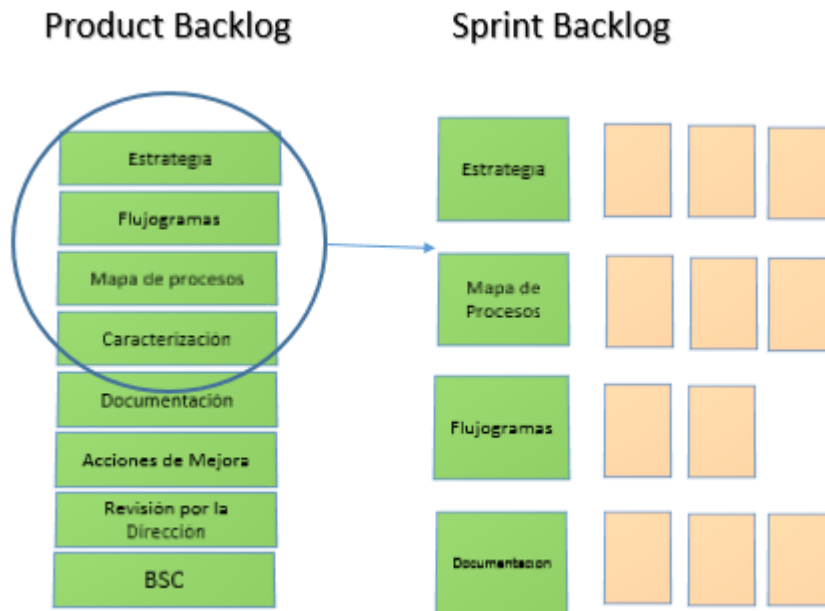 Product Backlog
Estrategia
Flujogramas
Mapa de procesos
Caracterización
Documentación
Acciones de Mejora
Revisión por la
Dirección
BSC
Sprint Backlog
Estrategia
Mapa de
Procesos
Flujogramas
Documentacion